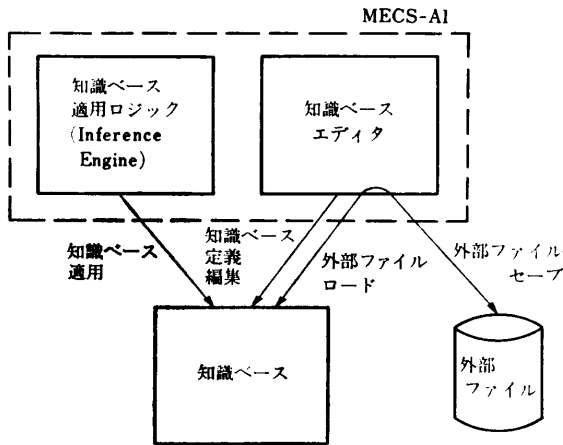 MECS-AI
知識ベース
適用ロジック
(Inference
Engine)
知識ベース
エディタ
知識ベース
適用
知識ベース
定義
編集
外部ファイル
ロード
外部ファイル
セーブ
知識ベース
外部
ファイル